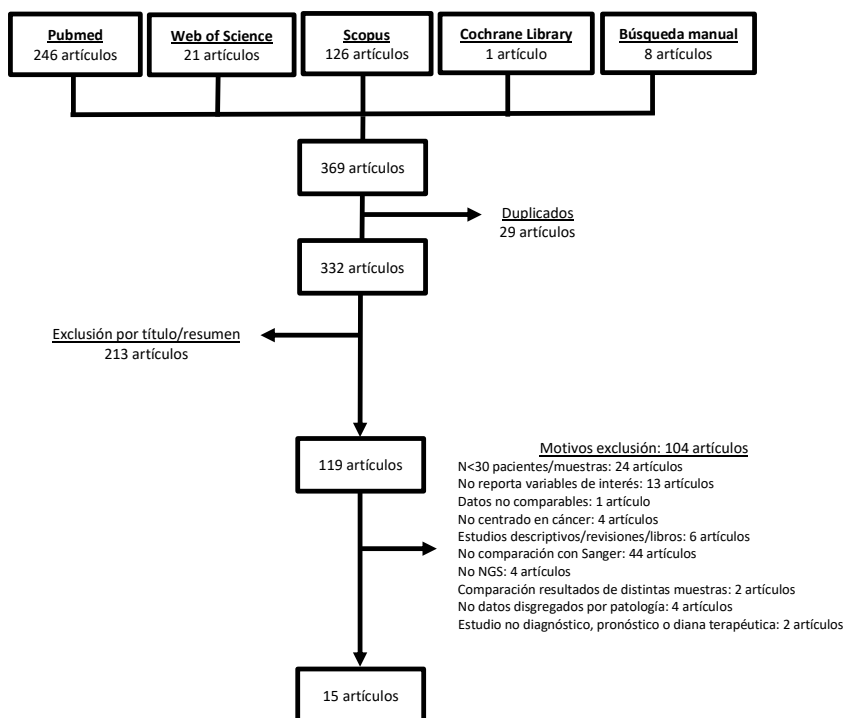 Pubmed
246 artículos
Web of Science
21 artículos
Scopus
126 artículos
Cochrane Library
1 artículo
Búsqueda manual
8 artículos
369 artículos
Duplicados
29 artículos
332 artículos
Exclusión por título/resumen
213 artículos
119 artículos
Motivos exclusión: 104 artículos
N<30 pacientes/muestras: 24 artículos
No reporta variables de interés: 13 artículos
Datos no comparables: 1 artículo
No centrado en cáncer: 4 artículos
Estudios descriptivos/revisiones/libros: 6 artículos
No comparación con Sanger: 44 artículos
No NGS: 4 artículos
Comparación resultados de distintas muestras: 2 artículos
No datos disgregados por patología: 4 artículos
Estudio no diagnóstico, pronóstico o diana terapéutica: 2 artículos
15 artículos